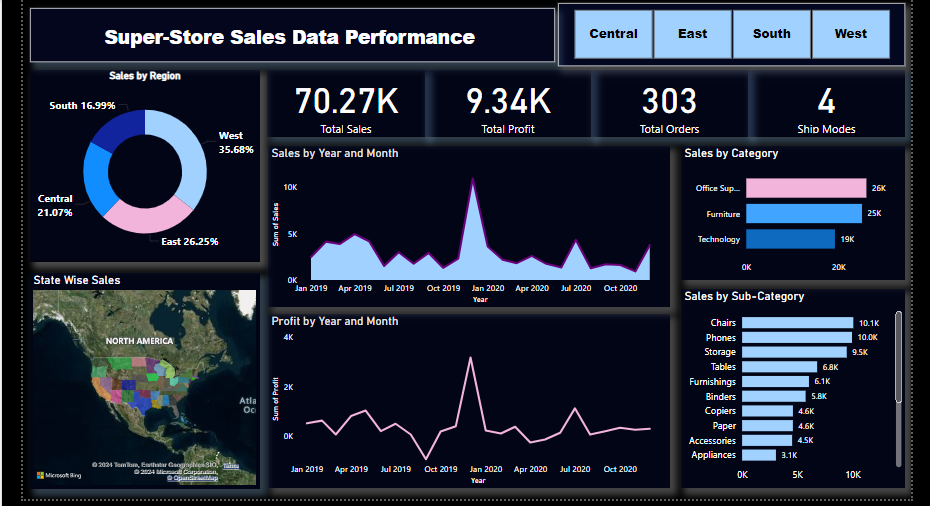 Super-Store Sales Data Performance
Central
East
South
West
Sales by Region
South 16.99%
West
35.68%
Central
21.07%
East 26.25%
70.27K
Total Sales
9.34K
Total Profit
303
Total Orders
4
Ship Modes
Sales by Year and Month
Sum of Sales
10K
5K
0K
Jan 2019
Apr 2019
Jul 2019
Oct 2019
Jan 2020
Apr 2020
Jul 2020
Oct 2020
Year
Sales by Category
Office Sup...
26K
Furniture
25K
Technology
19K
0K
20K
State Wise Sales
NORTH AMERICA
Atla
Oc
Microsoft Bing
© 2024 TomTom, Earthstar Geographics SIO,
© 2024 Microsoft Corporation,
© OpenStreetMap
Terms
Profit by Year and Month
Sum of Profit
4K
2K
0K
Jan 2019
Apr 2019
Jul 2019
Oct 2019
Jan 2020
Apr 2020
Jul 2020
Oct 2020
Year
Sales by Sub-Category
Chairs
10.1K
Phones
10.0K
Storage
9.5K
Tables
6.8K
Furnishings
6.1K
Binders
5.8K
Copiers
4.6K
Paper
4.6K
Accessories
4.5K
Appliances
3.1K
0K
5K
10K